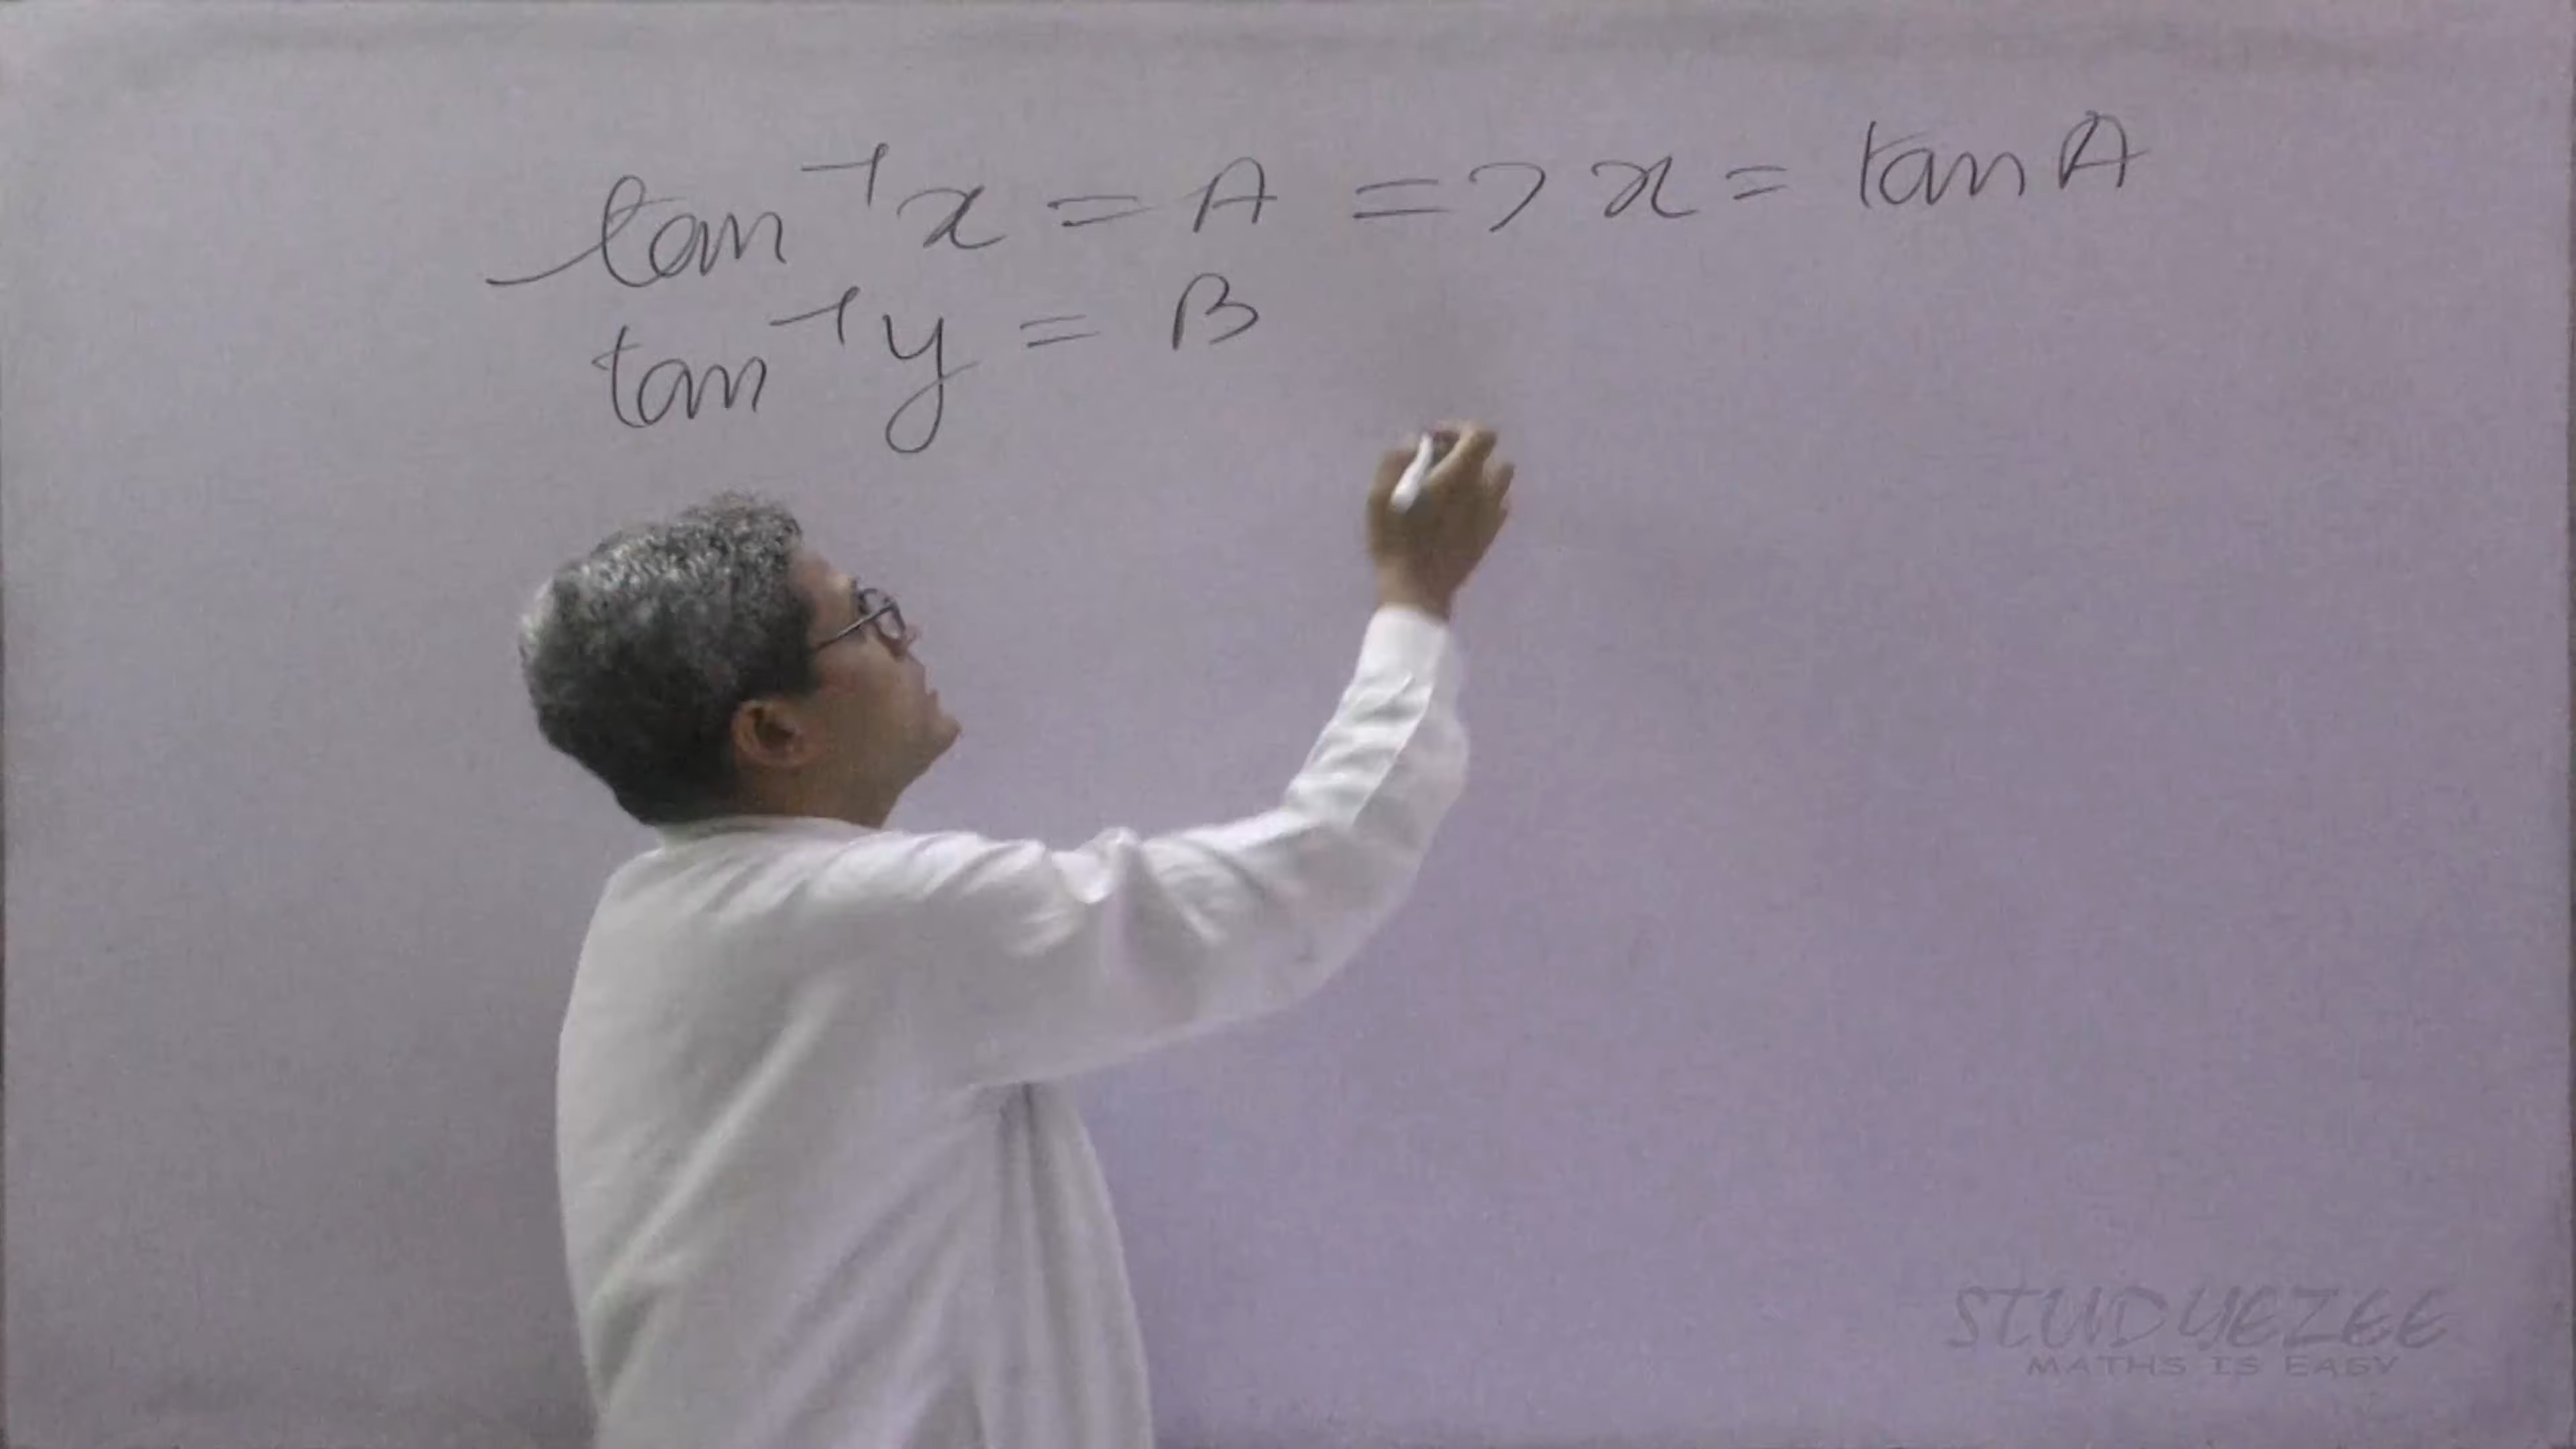 tan⁻¹x = A => x = tan A
tan⁻¹y = B
STUDYEZEE
MATHS IS EASY